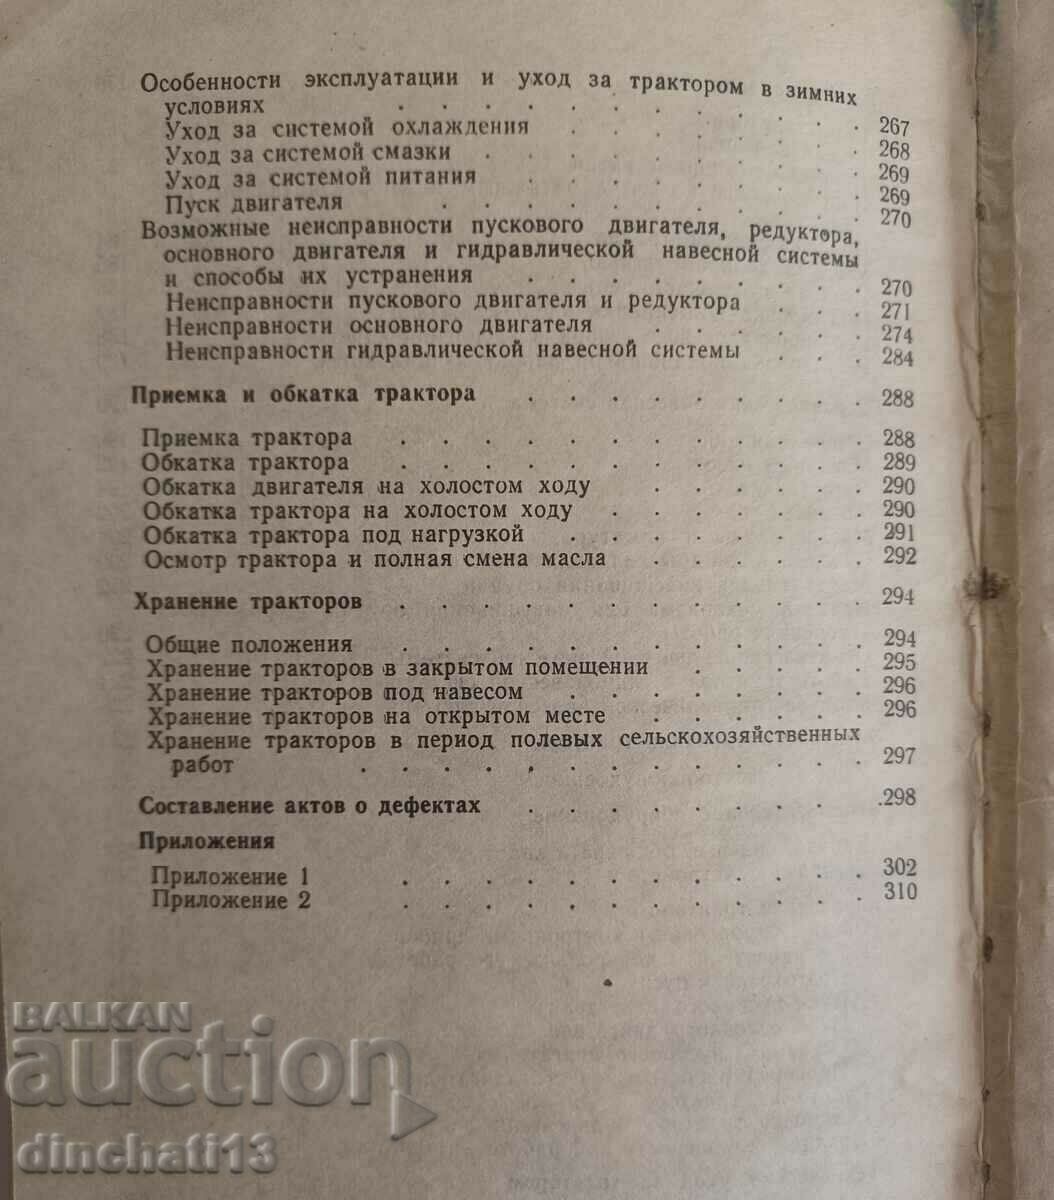 Особенности эксплуатации и уход за трактором в зимних
условиях . . . . . . . . . . . 267
Уход за системой охлаждения . . . . . . . 268
Уход за системой смазки . . . . . . . . . 269
Уход за системой питания . . . . . . . . 269
Пуск двигателя . . . . . . . . . . 270
Возможные неисправности пускового двигателя, редуктора,
основного двигателя и гидравлической навесной системы
и способы их устранения . . . . . . . . . 270
Неисправности пускового двигателя и редуктора . . . 271
Неисправности основного двигателя . . . . . . 274
Неисправности гидравлической навесной системы . . . 284
Приемка и обкатка трактора . . . . . . . . . 288
Приемка трактора . . . . . . . . . . . 288
Обкатка трактора . . . . . . . . . . . 289
Обкатка двигателя на холостом ходу . . . . . 290
Обкатка трактора на холостом ходу . . . . . . 290
Обкатка трактора под нагрузкой . . . . . . . . 291
Осмотр трактора и полная смена масла . . . . . 292
Хранение тракторов . . . . . . . . . . . 294
Общие положения . . . . . . . . . . . 294
Хранение тракторов в закрытом помещении . . . . 295
Хранение тракторов под навесом . . . . . . . 296
Хранение тракторов на открытом месте . . . . . 296
Хранение тракторов в период полевых сельскохозяйственных
работ . . . . . . . . . . . . 297
Составление актов о дефектах . . . . . . . . .298
Приложения
Приложение 1 . . . . . . . . . . . 302
Приложение 2 . . . . . . . . . . . 310
BALKAN
auction
dinchati13